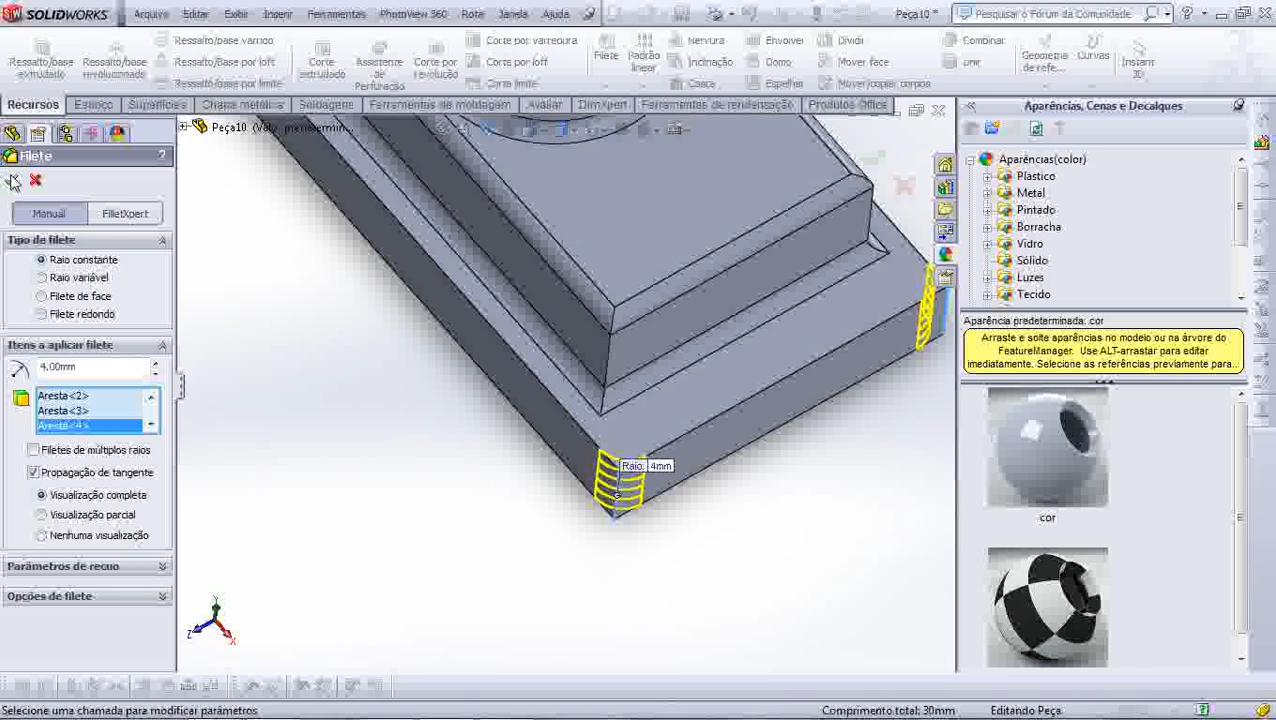 SOLIDWORKS
Arquivo Editar Exibir Inserir Ferramentas PhotoView 360 Rota Janela Ajuda
Peça10 *
Pesquisar o Fórum da Comunidade
Ressalto/base extrudado
Ressalto/base revolucionado
Ressalto/base varrido
Ressalto/base por loft
Ressalto/base por limite
Corte extrudado
Assistente de Perfuração
Corte por revolução
Corte por varredura
Corte por loft
Corte limite
Filete
Padrão linear
Nervura
Inclinação
Casca
Envolver
Domo
Espelhar
Dividi
Mover face
Mover/copiar corpos
Combinar
Unir
Geometria de refe...
Curvas
Instant 3D
Recursos Esboço Superfícies Chapa metálica Soldagens Ferramentas de moldagem Avaliar DimXpert Ferramentas de renderização Produtos Office
Filete
?
Manual FilletXpert
Tipo de filete
Raio constante
Raio variável
Filete de face
Filete redondo
Itens a aplicar filete
4.00mm
Aresta<2>
Aresta<3>
Aresta<4>
Filetes de múltiplos raios
Propagação de tangente
Visualização completa
Visualização parcial
Nenhuma visualização
Parâmetros de recuo
Opções de filete
Raio: 4mm
Y
Z
X
Aparências, Cenas e Decalques
Aparências(color)
Plástico
Metal
Pintado
Borracha
Vidro
Sólido
Luzes
Tecido
Aparência predeterminada: cor
Arraste e solte aparências no modelo ou na árvore do
FeatureManager. Use ALT-arrastar para editar
imediatamente. Selecione as referências previamente para...
cor
Selecione uma chamada para modificar parâmetros
Comprimento total: 30mm
Editando Peça